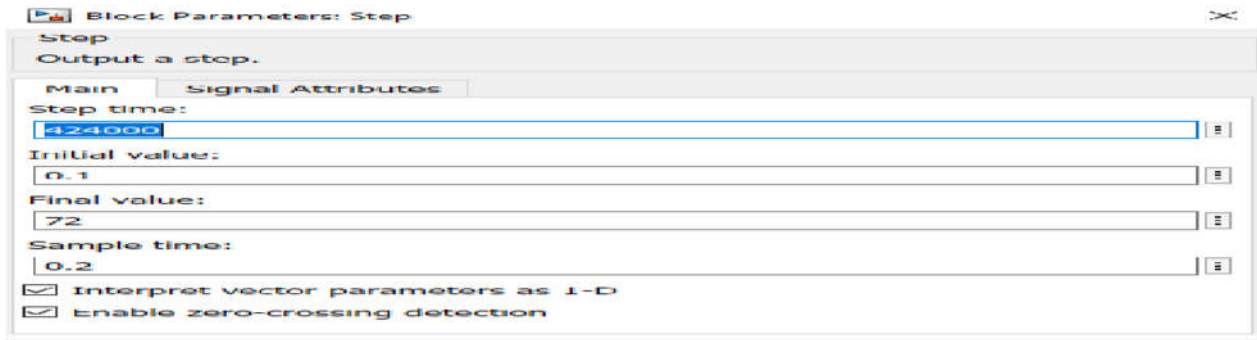 Block Parameters: Step
Step
Output a step.
Main Signal Attributes
Step time:
424000
Initial value:
0.1
Final value:
72
Sample time:
0.2
Interpret vector parameters as 1-D
Enable zero-crossing detection